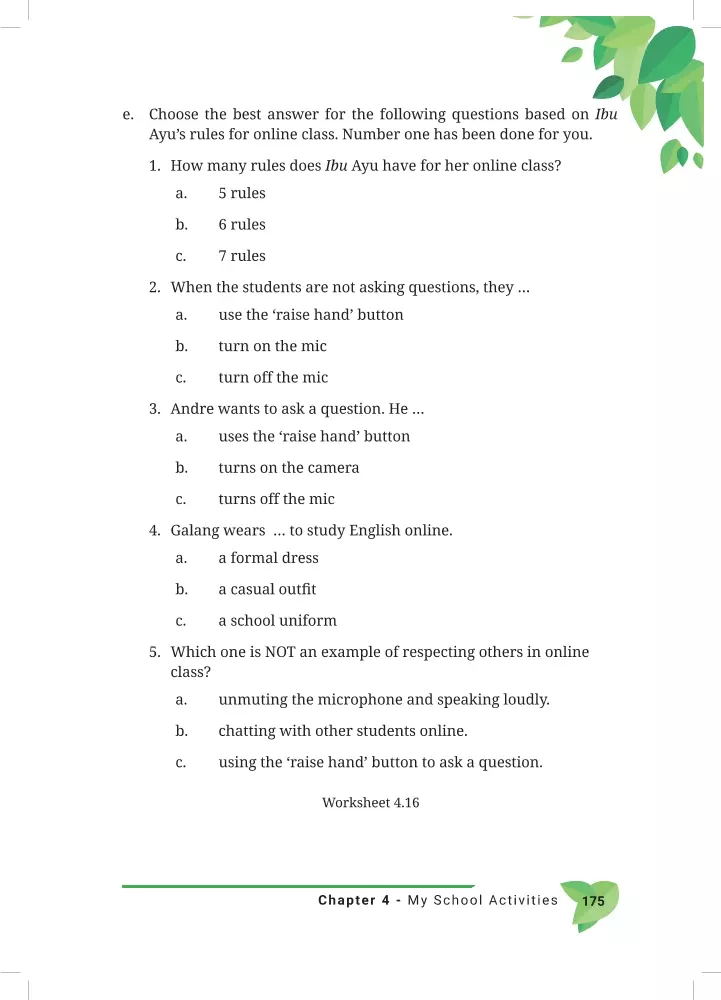 e. Choose the best answer for the following questions based on Ibu
Ayu’s rules for online class. Number one has been done for you.
1. How many rules does Ibu Ayu have for her online class?
a. 5 rules
b. 6 rules
c. 7 rules
2. When the students are not asking questions, they ...
a. use the ‘raise hand’ button
b. turn on the mic
c. turn off the mic
3. Andre wants to ask a question. He ...
a. uses the ‘raise hand’ button
b. turns on the camera
c. turns off the mic
4. Galang wears ... to study English online.
a. a formal dress
b. a casual outfit
c. a school uniform
5. Which one is NOT an example of respecting others in online
class?
a. unmuting the microphone and speaking loudly.
b. chatting with other students online.
c. using the ‘raise hand’ button to ask a question.
Worksheet 4.16
Chapter 4 - My School Activities 175